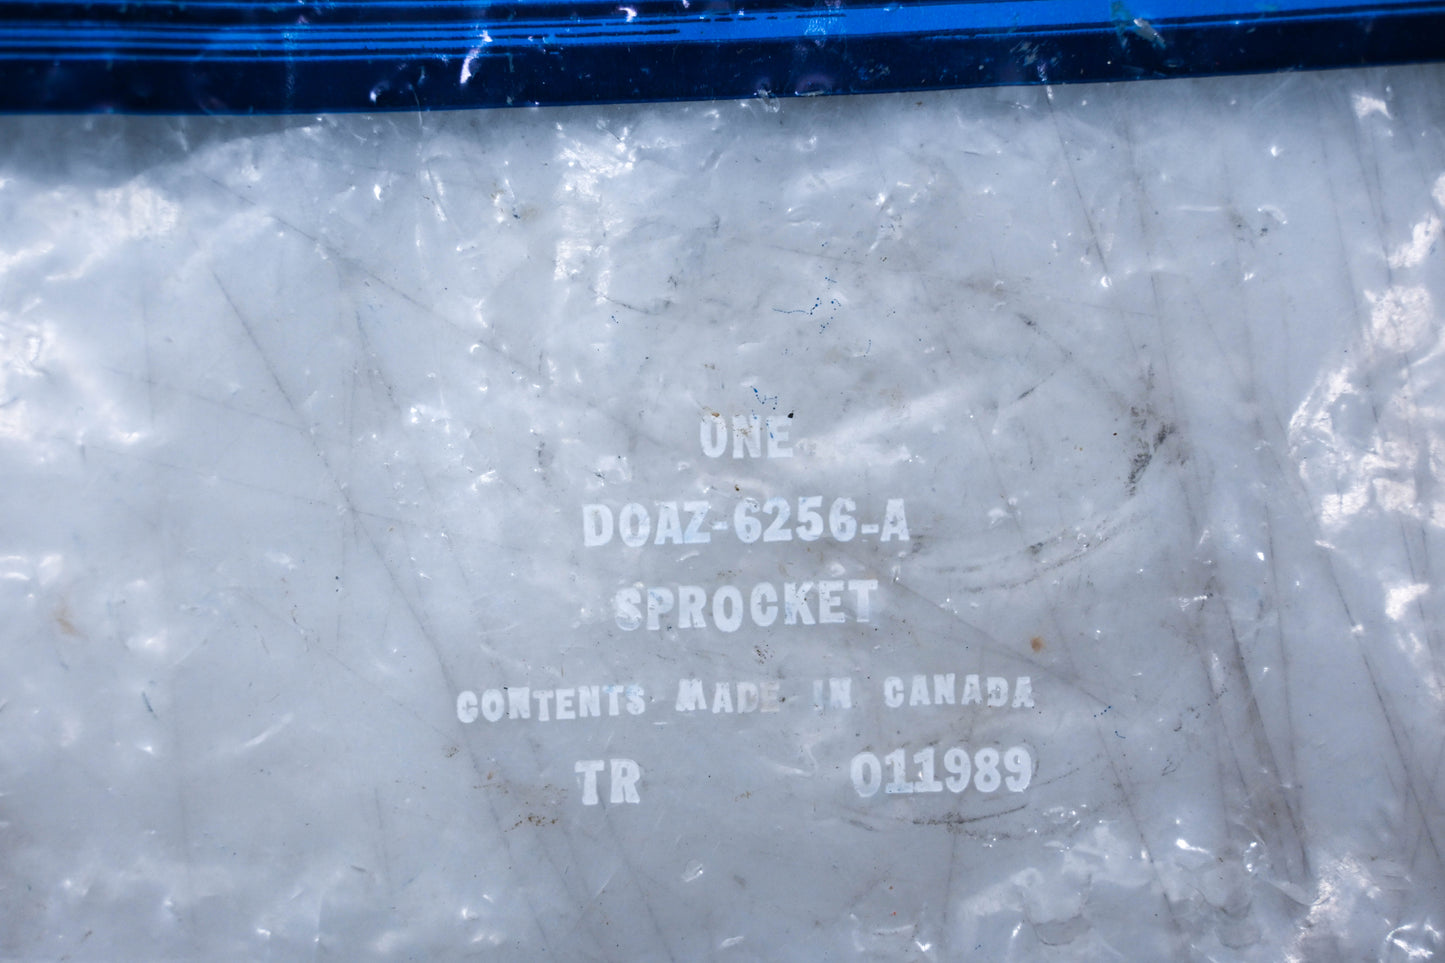 ONE
DOAZ-6256-A
SPROCKET
CONTENTS MADE IN CANADA
TR 011989